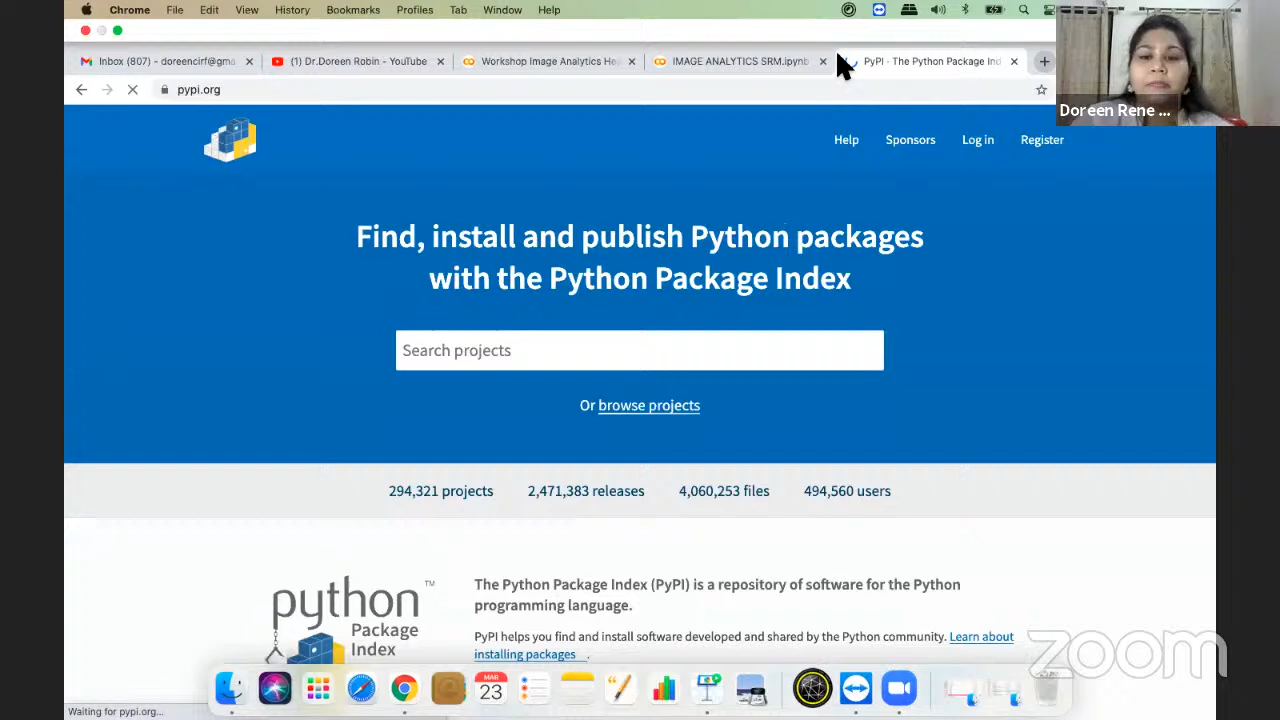 Chrome File Edit View History Bookmarks Profiles Tab Window Help
Inbox (807) - doreencirf@gma
(1) Dr.Doreen Robin - YouTube
Workshop Image Analytics He
IMAGE ANALYTICS SRM.ipynb
PyPI · The Python Package Ind
pypi.org
Doreen Rene ...
Help Sponsors Log in Register
Find, install and publish Python packages
with the Python Package Index
Search projects
Or browse projects
294,321 projects 2,471,383 releases 4,060,253 files 494,560 users
python TM
Package
Index
The Python Package Index (PyPI) is a repository of software for the Python
programming language.
PyPI helps you find and install software developed and shared by the Python community. Learn about
installing packages .
zoom
MAR
23
Waiting for pypi.org...